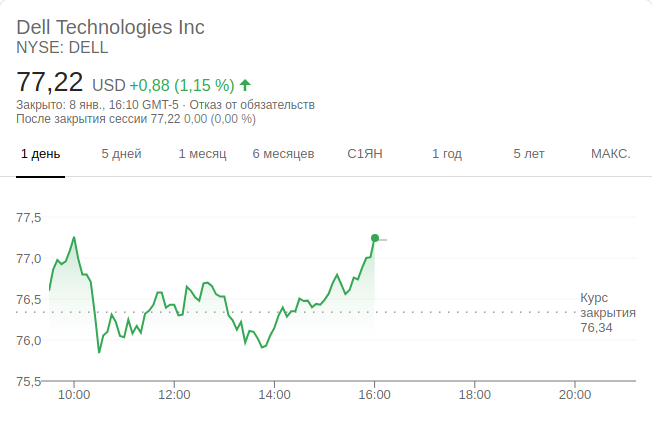 Dell Technologies Inc
NYSE: DELL
77,22 USD +0,88 (1,15 %)
Закрыто: 8 янв., 16:10 GMT-5 · Отказ от обязательств
После закрытия сессии 77,22 0,00 (0,00 %)
1 день 5 дней 1 месяц 6 месяцев С1ЯН 1 год 5 лет МАКС.
77,5
77,0
76,5
76,0
75,5
Курс
закрытия
76,34
10:00 12:00 14:00 16:00 18:00 20:00